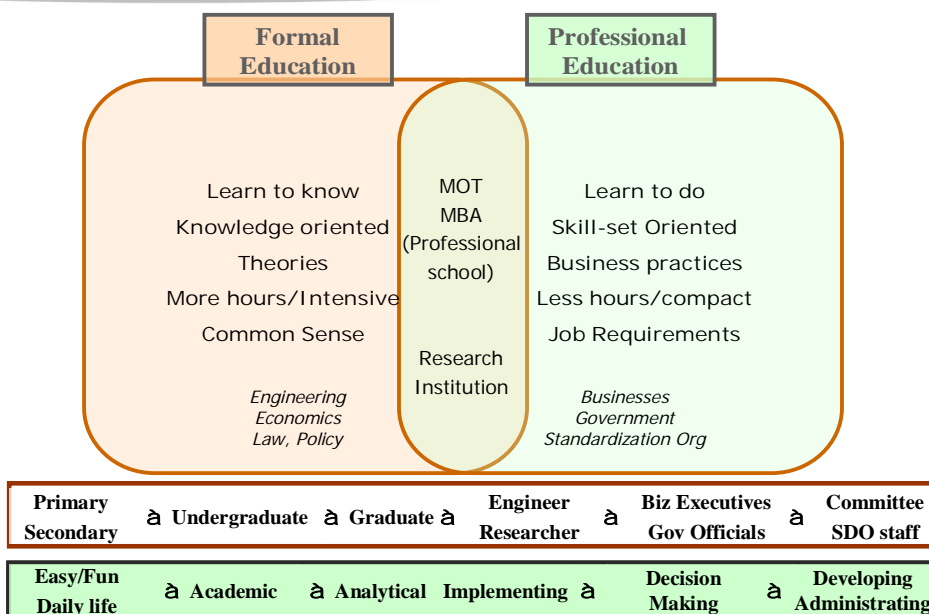 Formal
Education
Professional
Education
Learn to know
Knowledge oriented
Theories
More hours/Intensive
Common Sense
Engineering
Economics
Law, Policy
MOT
MBA
(Professional
school)
Research
Institution
Learn to do
Skill-set Oriented
Business practices
Less hours/compact
Job Requirements
Businesses
Government
Standardization Org
Primary
Secondary
à Undergraduate à Graduate à
Engineer
Researcher
à
Biz Executives
Gov Officials
à
Committee
SDO staff
Easy/Fun
Daily life
à Academic à Analytical Implementing à
Decision
Making
à
Developing
Administrating